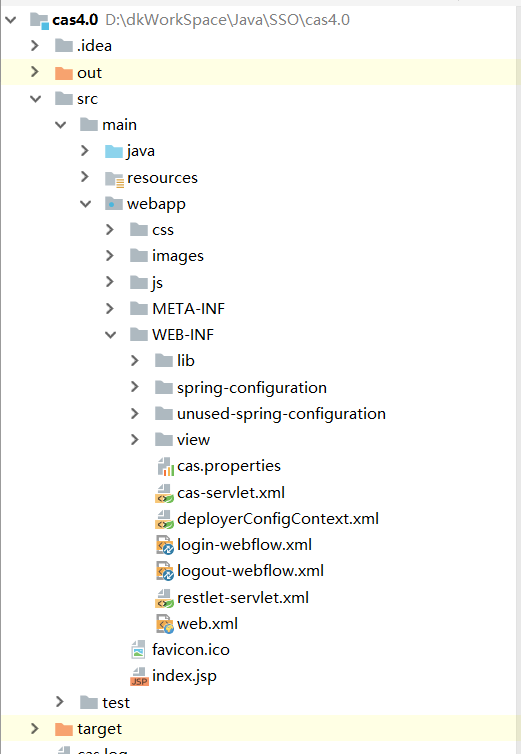 cas4.0 D:\dkWorkSpace\Java\SSO\cas4.0
.idea
out
src
main
java
resources
webapp
css
images
js
META-INF
WEB-INF
lib
spring-configuration
unused-spring-configuration
view
cas.properties
cas-servlet.xml
deployerConfigContext.xml
login-webflow.xml
logout-webflow.xml
restlet-servlet.xml
web.xml
favicon.ico
JSP index.jsp
test
target
cas.log